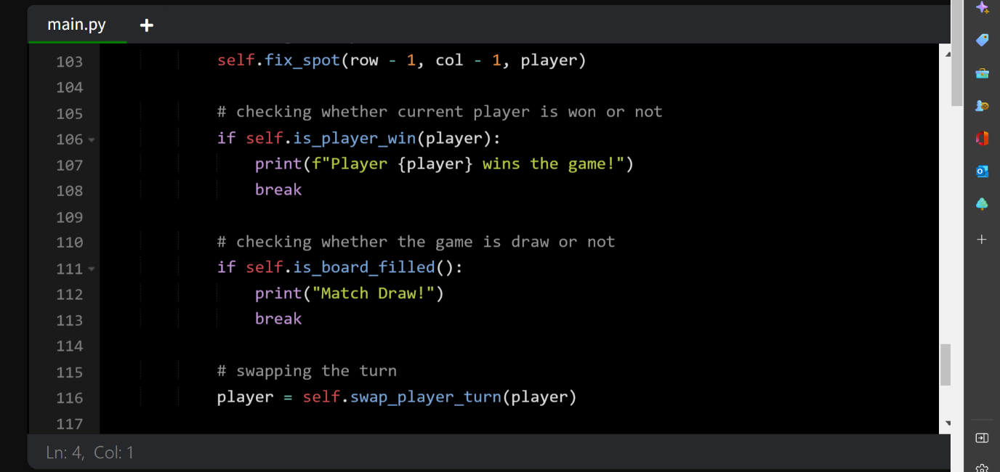 main.py +
103 self.fix_spot(row - 1, col - 1, player)
104
105 # checking whether current player is won or not
106 if self.is_player_win(player):
107 print(f"Player {player} wins the game!")
108 break
109
110 # checking whether the game is draw or not
111 if self.is_board_filled():
112 print("Match Draw!")
113 break
114
115 # swapping the turn
116 player = self.swap_player_turn(player)
117
Ln: 4, Col: 1